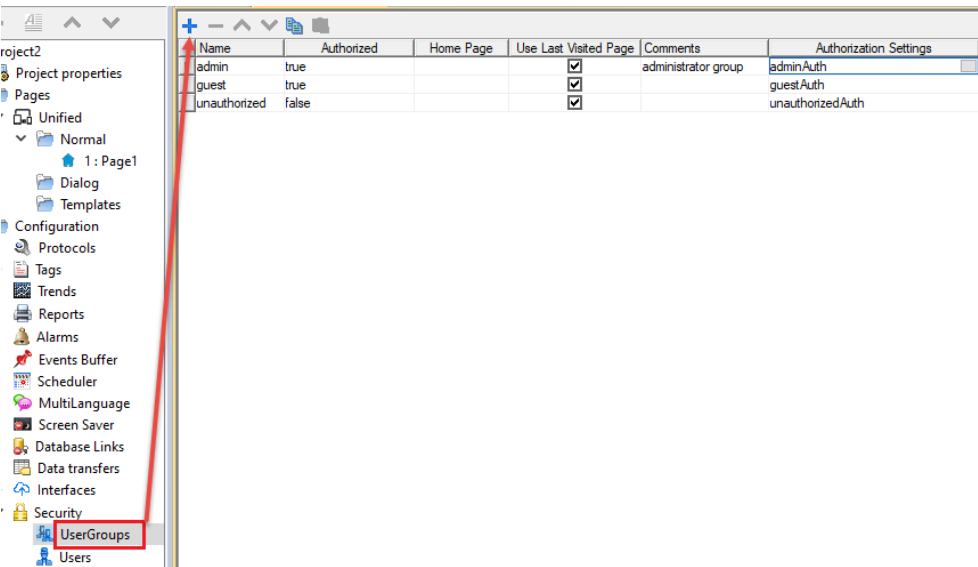 roject2
Project properties
Pages
Unified
Normal
1 : Page1
Dialog
Templates
Configuration
Protocols
Tags
Trends
Reports
Alarms
Events Buffer
Scheduler
MultiLanguage
Screen Saver
Database Links
Data transfers
Interfaces
Security
UserGroups
Users
Name Authorized Home Page Use Last Visited Page Comments Authorization Settings
admin true administrator group adminAuth
guest true guestAuth
unauthorized false unauthorizedAuth